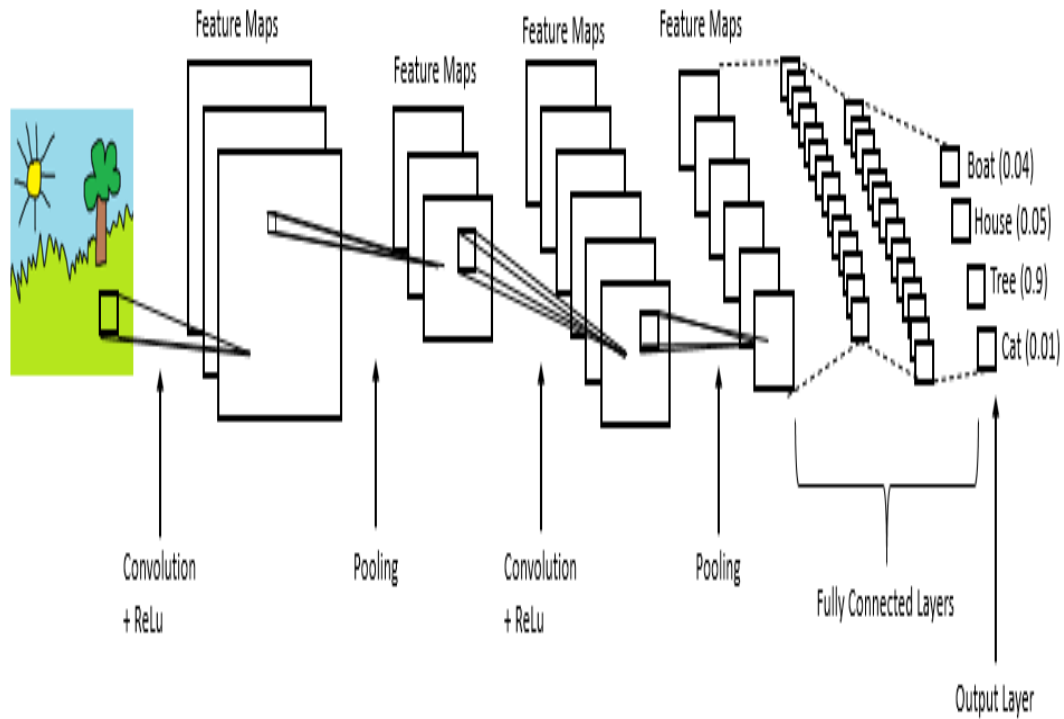 Feature Maps
Feature Maps
Feature Maps
Feature Maps
Boat (0.04)
House (0.05)
Tree (0.9)
Cat (0.01)
Convolution
+ ReLu
Pooling
Convolution
+ ReLu
Pooling
Fully Connected Layers
Output Layer